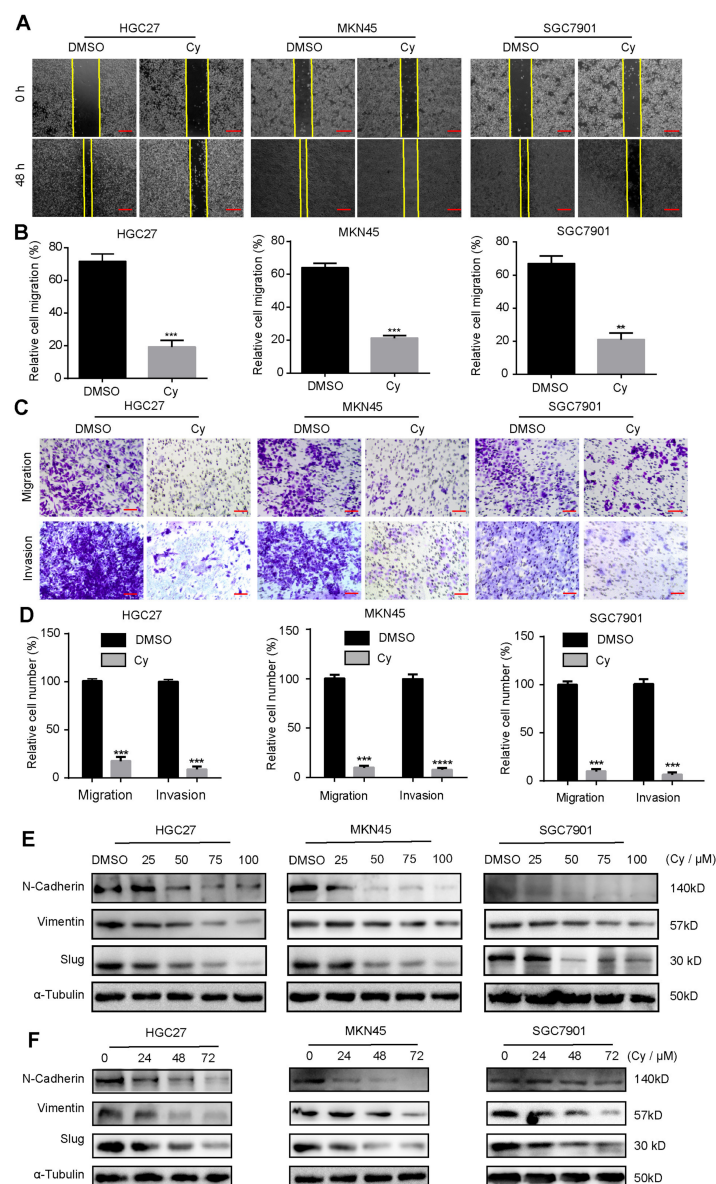 A
HGC27
MKN45
SGC7901
DMSO Cy DMSO Cy DMSO Cy
0 h
48 h
B
HGC27
MKN45
SGC7901
Relative cell migration (%)
80
60
40
20
0
DMSO Cy
***
Relative cell migration (%)
80
60
40
20
0
DMSO Cy
***
Relative cell migration (%)
80
60
40
20
0
DMSO Cy
**
C
HGC27
MKN45
SGC7901
DMSO Cy DMSO Cy DMSO Cy
Migration
Invasion
D
HGC27
Relative cell number (%)
150
100
50
0
DMSO
Cy
***
***
Migration Invasion
MKN45
Relative cell number (%)
150
100
50
0
DMSO
Cy
***
****
Migration Invasion
SGC7901
Relative cell number (%)
150
100
50
0
DMSO
Cy
***
***
Migration Invasion
E
HGC27
MKN45
SGC7901
DMSO 25 50 75 100 DMSO 25 50 75 100 DMSO 25 50 75 100 (Cy / μM)
N-Cadherin 140kD
Vimentin 57kD
Slug 30 kD
α-Tubulin 50kD
F
HGC27
MKN45
SGC7901
0 24 48 72 0 24 48 72 0 24 48 72 (Cy / μM)
N-Cadherin 140kD
Vimentin 57kD
Slug 30 kD
α-Tubulin 50kD